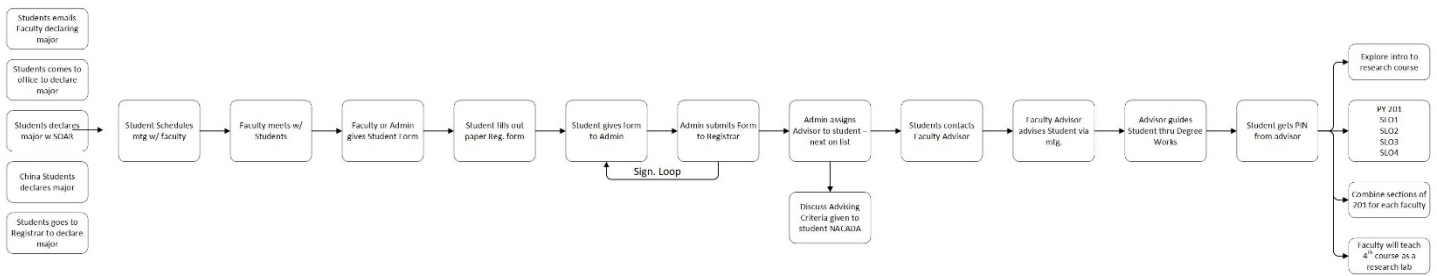 Students emails
Faculty declaring
major
Students comes to
office to declare
major
Students declares
major w SOAR
China Students
declares major
Students goes to
Registrar to declare
major
Student Schedules
mtg w/ faculty
Faculty meets w/
Students
Faculty or Admin
gives Student Form
Student fills out
paper Reg. form
Student gives form
to Admin
Admin submits Form
to Registrar
Sign. Loop
Admin assigns
Advisor to student –
next on list
Discuss Advising
Criteria given to
student NACADA
Students contacts
Faculty Advisor
Faculty Advisor
advises Student via
mtg.
Advisor guides
Student thru Degree
Works
Student gets PIN
from advisor
Explore intro to
research course
PY 201
SLO1
SLO2
SLO3
SLO4
Combine sections of
201 for each faculty
Faculty will teach
4th course as a
research lab